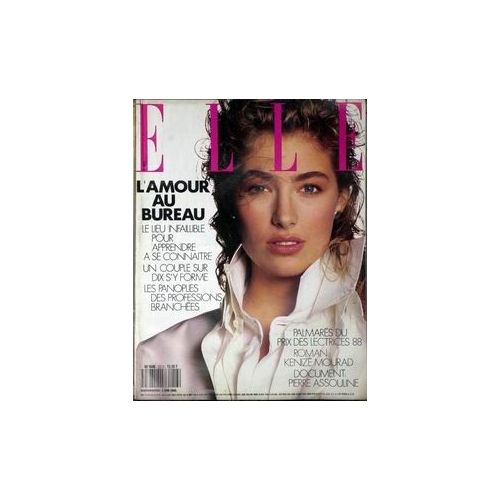 ELLE
L'AMOUR
AU
BUREAU
LE LIEU INFAILLIBLE
POUR
APPRENDRE
A SE CONNAITRE
UN COUPLE SUR
DIX S'Y FORME
LES PANOPLIES
DES PROFESSIONS
BRANCHÉES
PALMARÈS DU
PRIX DES LECTRICES 88
ROMAN:
KENIZÉ MOURAD
DOCUMENT:
PIERRE ASSOULINE